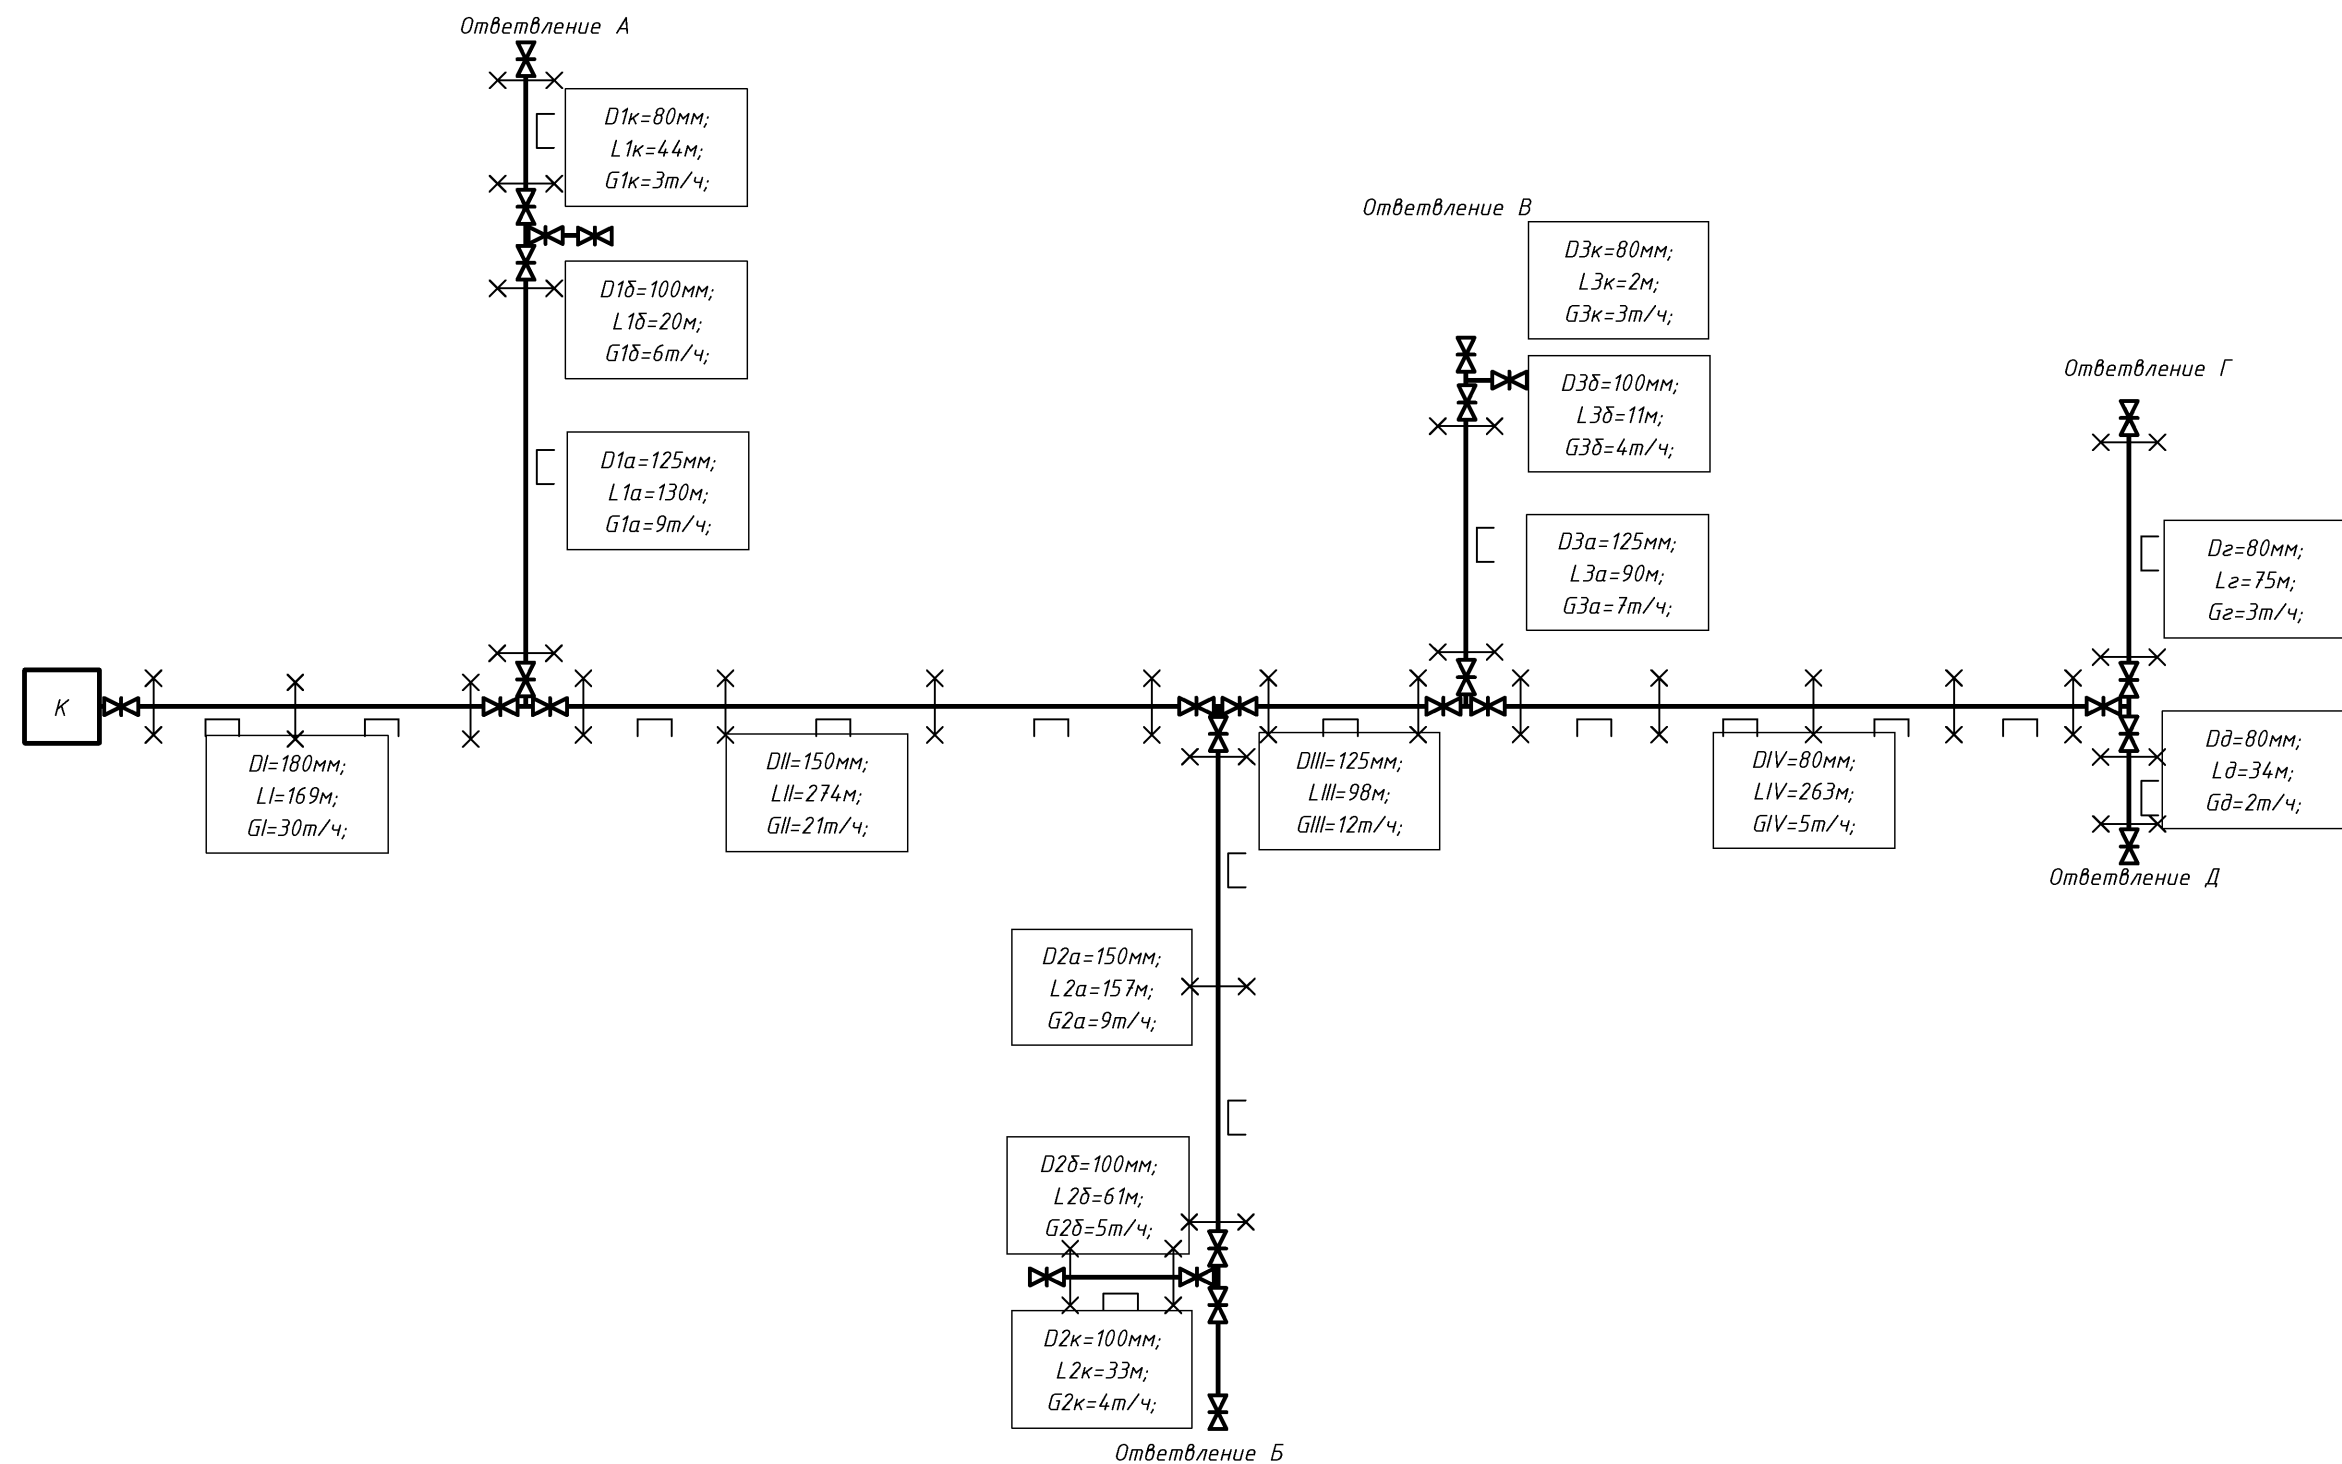 Ответвление А
D1к=80мм;
L1к=44м;
G1к=3т/ч;
D1б=100мм;
L1б=20м;
G1б=6т/ч;
D1а=125мм;
L1а=130м;
G1а=9т/ч;
Ответвление В
D3к=80мм;
L3к=2м;
G3к=3т/ч;
D3б=100мм;
L3б=11м;
G3б=4т/ч;
D3а=125мм;
L3а=90м;
G3а=7т/ч;
Ответвление Г
Dг=80мм;
Lг=75м;
Gг=3т/ч;
К
DI=180мм;
LI=169м;
GI=30т/ч;
DII=150мм;
LII=274м;
GII=21т/ч;
DIII=125мм;
LIII=98м;
GIII=12т/ч;
DIV=80мм;
LIV=263м;
GIV=5т/ч;
Dд=80мм;
Lд=34м;
Gд=2т/ч;
Ответвление Д
D2а=150мм;
L2а=157м;
G2а=9т/ч;
D2б=100мм;
L2б=61м;
G2б=5т/ч;
D2к=100мм;
L2к=33м;
G2к=4т/ч;
Ответвление Б